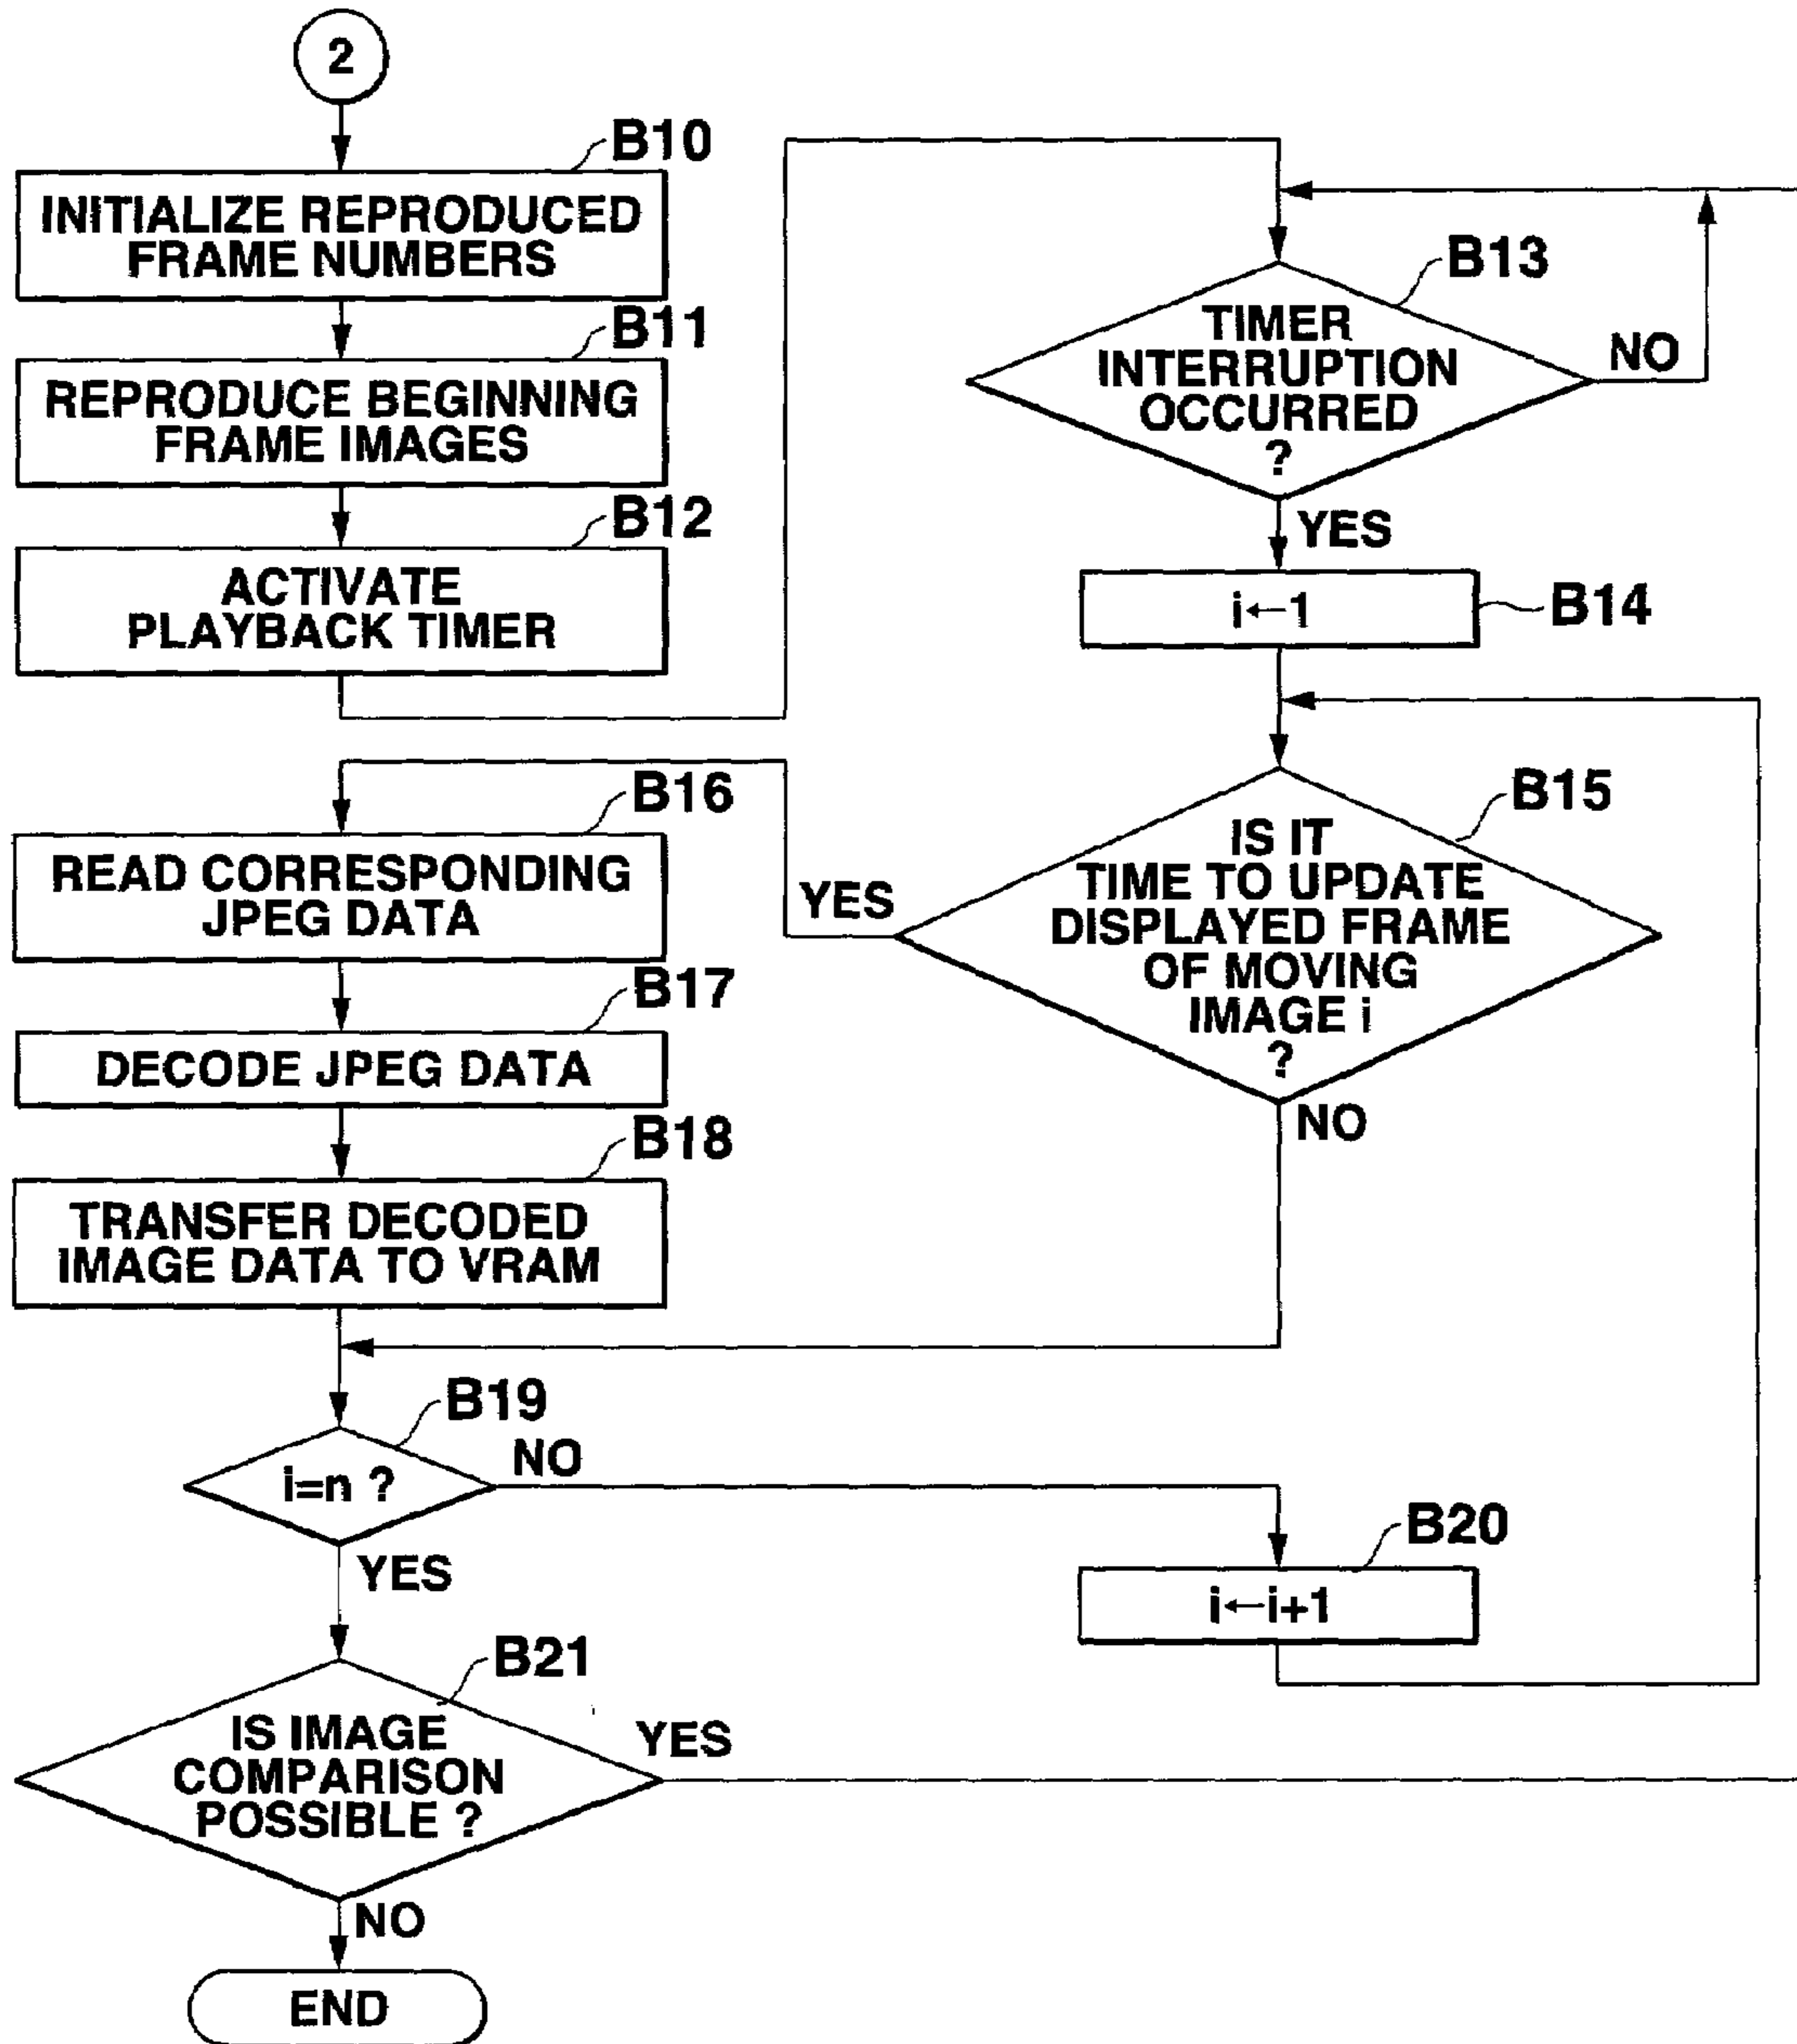 2
B10
INITIALIZE REPRODUCED
FRAME NUMBERS
B11
REPRODUCE BEGINNING
FRAME IMAGES
B12
ACTIVATE
PLAYBACK TIMER
B13
TIMER
INTERRUPTION
OCCURRED
?
NO
YES
i←1
B14
B15
IS IT
TIME TO UPDATE
DISPLAYED FRAME
OF MOVING
IMAGE i
?
YES
NO
B16
READ CORRESPONDING
JPEG DATA
B17
DECODE JPEG DATA
B18
TRANSFER DECODED
IMAGE DATA TO VRAM
B19
i=n ?
NO
YES
B20
i←i+1
B21
IS IMAGE
COMPARISON
POSSIBLE ?
YES
NO
END